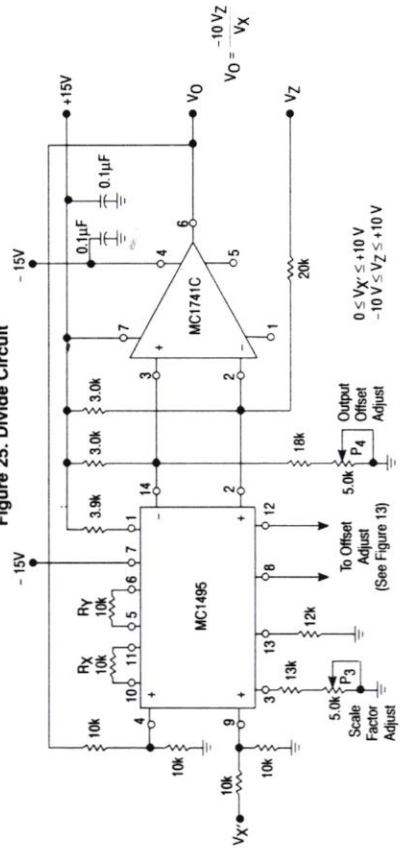 Figure 25. Divide Circuit
- 15V
- 15V
+15V
0.1μF
0.1μF
3.9k
3.0k
3.0k
RX
10k
RY
10k
10k
10k
10k
10k
VX'
4
+
9
+
10
11
5
6
7
1
14
-
2
+
MC1495
3
13
8
12
13k
12k
5.0k
P3
Scale
Factor
Adjust
To Offset
Adjust
(See Figure 13)
18k
5.0k
P4
Output
Offset
Adjust
3
+
2
-
7
4
6
5
1
MC1741C
20k
VO
VO = -10 VZ
VX
VZ
0 ≤ VX' ≤ +10 V
-10 V ≤ VZ ≤ +10 V